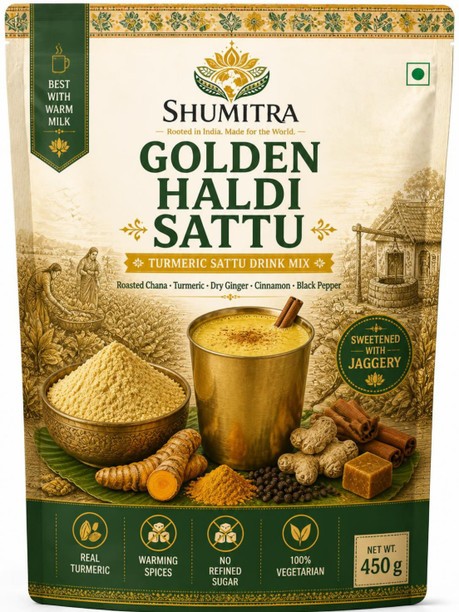 BEST
WITH
WARM
MILK
SHUMITRA
Rooted in India. Made for the World.
GOLDEN
HALDI
SATTU
TURMERIC SATTU DRINK MIX
Roasted Chana • Turmeric • Dry Ginger • Cinnamon • Black Pepper
SWEETENED
WITH
JAGGERY
REAL
TURMERIC
WARMING
SPICES
NO
REFINED
SUGAR
100%
VEGETARIAN
NET WT.
450 g